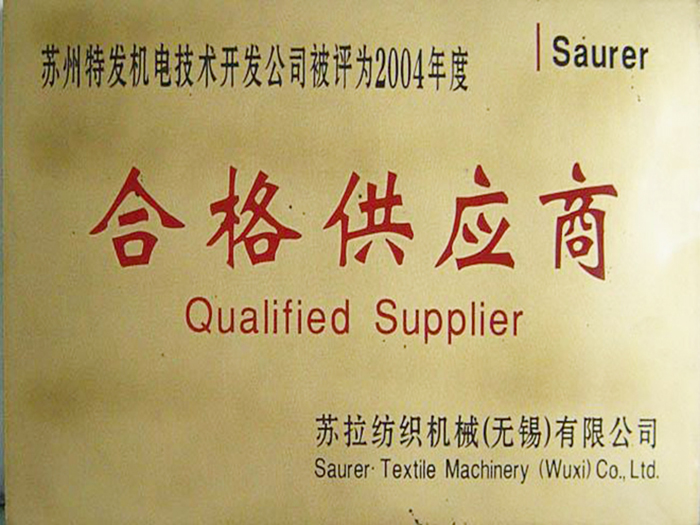 苏州特发机电技术开发公司被评为2004年度
Saurer
合格供应商
Qualified Supplier
苏拉纺织机械(无锡)有限公司
Saurer·Textile Machinery (Wuxi) Co., Ltd.